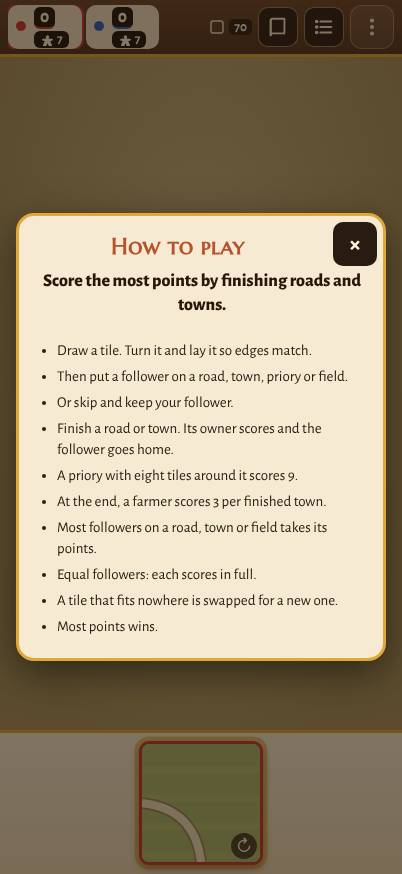 0
7
0
7
70
How to play
×
Score the most points by finishing roads and
towns.
• Draw a tile. Turn it and lay it so edges match.
• Then put a follower on a road, town, priory or field.
• Or skip and keep your follower.
• Finish a road or town. Its owner scores and the
follower goes home.
• A priory with eight tiles around it scores 9.
• At the end, a farmer scores 3 per finished town.
• Most followers on a road, town or field takes its
points.
• Equal followers: each scores in full.
• A tile that fits nowhere is swapped for a new one.
• Most points wins.